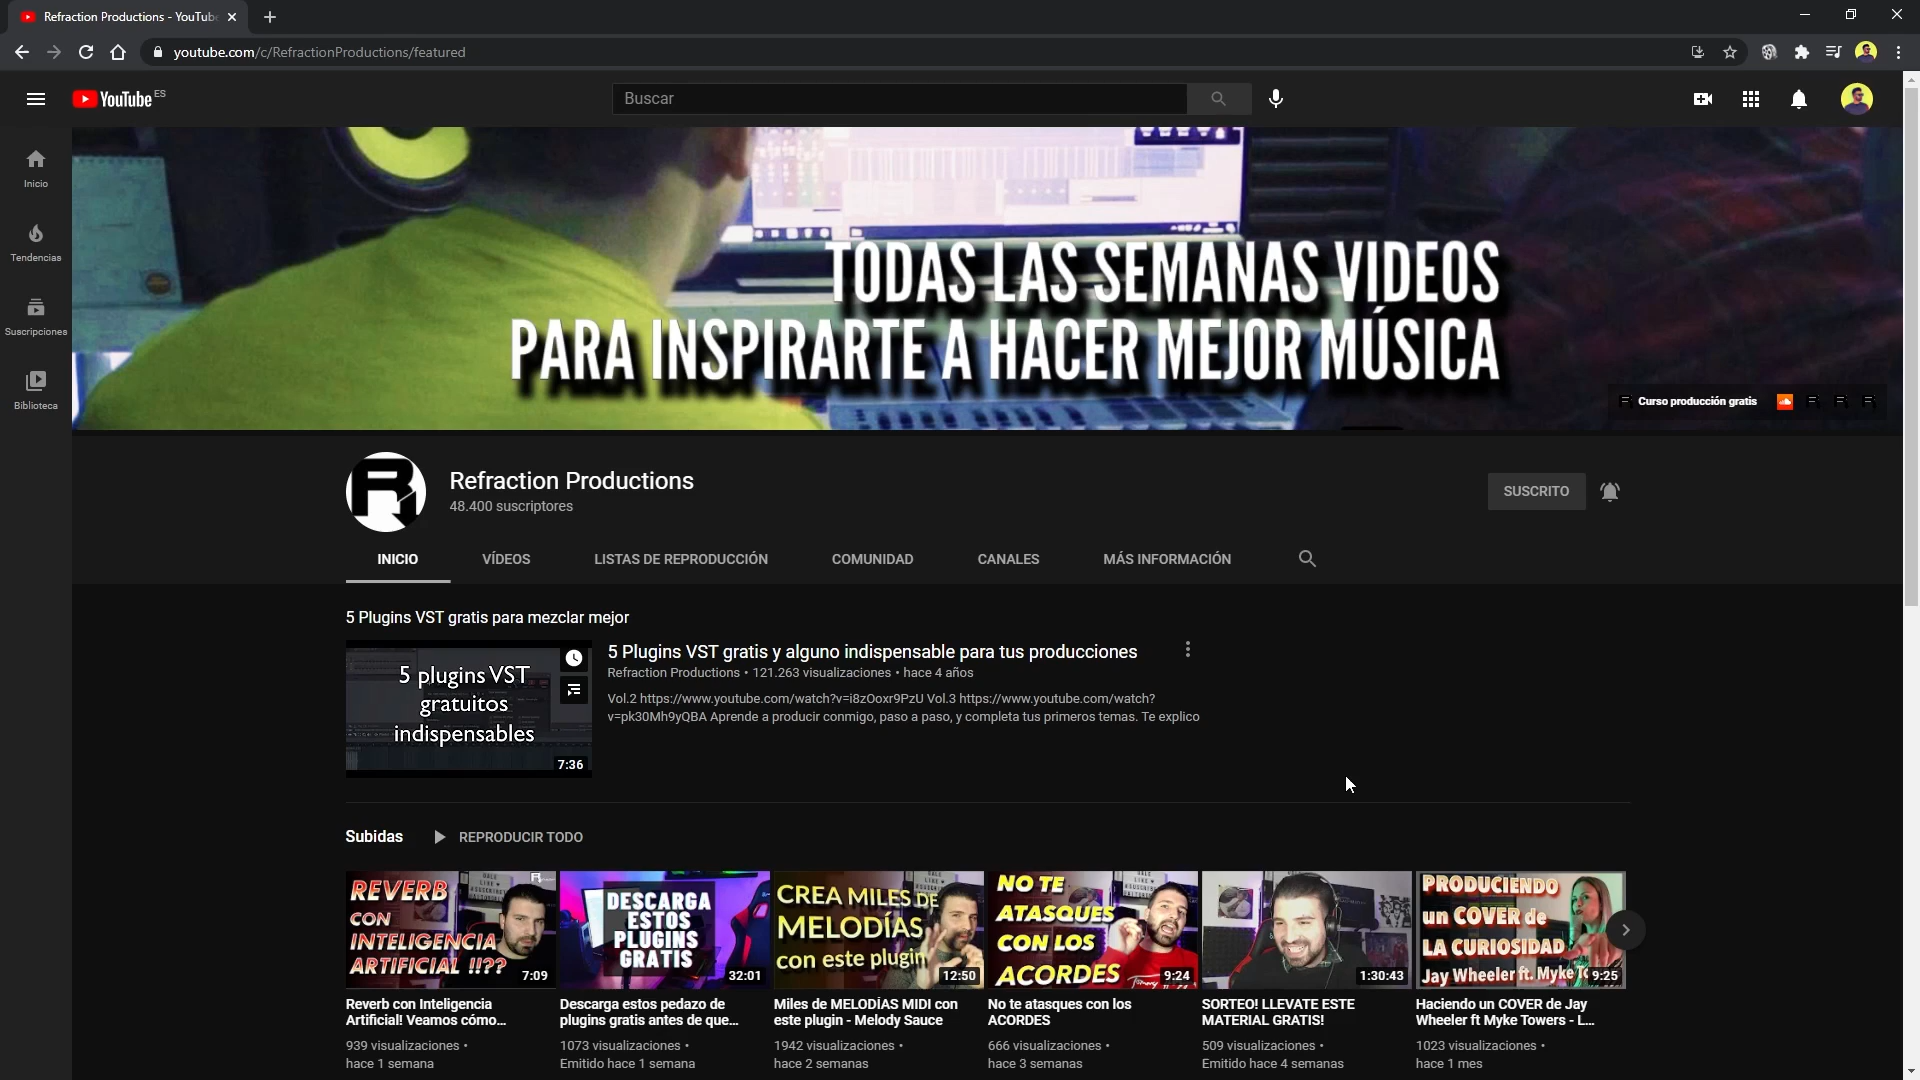 Refraction Productions - YouTube
youtube.com/c/RefractionProductions/featured
YouTube ES
Buscar
Inicio
Tendencias
Suscripciones
Biblioteca
TODAS LAS SEMANAS VIDEOS
PARA INSPIRARTE A HACER MEJOR MÚSICA
Curso producción gratis
Refraction Productions
48.400 suscriptores
SUSCRITO
INICIO VÍDEOS LISTAS DE REPRODUCCIÓN COMUNIDAD CANALES MÁS INFORMACIÓN
5 Plugins VST gratis para mezclar mejor
5 plugins VST
gratuitos
indispensables
7:36
5 Plugins VST gratis y alguno indispensable para tus producciones
Refraction Productions • 121.263 visualizaciones • hace 4 años
Vol.2 https://www.youtube.com/watch?v=i8zOoxr9PzU Vol.3 https://www.youtube.com/watch?
v=pk30Mh9yQBA Aprende a producir conmigo, paso a paso, y completa tus primeros temas. Te explico
Subidas REPRODUCIR TODO
REVERB
CON
INTELIGENCIA
ARTIFICIAL !!??
7:09
Reverb con Inteligencia
Artificial! Veamos cómo...
939 visualizaciones •
hace 1 semana
DESCARGA
ESTOS
PLUGINS
GRATIS
32:01
Descarga estos pedazo de
plugins gratis antes de que...
1073 visualizaciones •
Emitido hace 1 semana
CREA MILES DE
MELODÍAS
con este plugin
12:50
Miles de MELODÍAS MIDI con
este plugin - Melody Sauce
1942 visualizaciones •
hace 2 semanas
NO TE
ATASQUES
CON LOS
ACORDES
9:24
No te atasques con los
ACORDES
666 visualizaciones •
hace 3 semanas
1:30:43
SORTEO! LLEVATE ESTE
MATERIAL GRATIS!
509 visualizaciones •
Emitido hace 4 semanas
PRODUCIENDO
un COVER de
LA CURIOSIDAD
Jay Wheeler ft. Myke
9:25
Haciendo un COVER de Jay
Wheeler ft Myke Towers - L...
1023 visualizaciones •
hace 1 mes